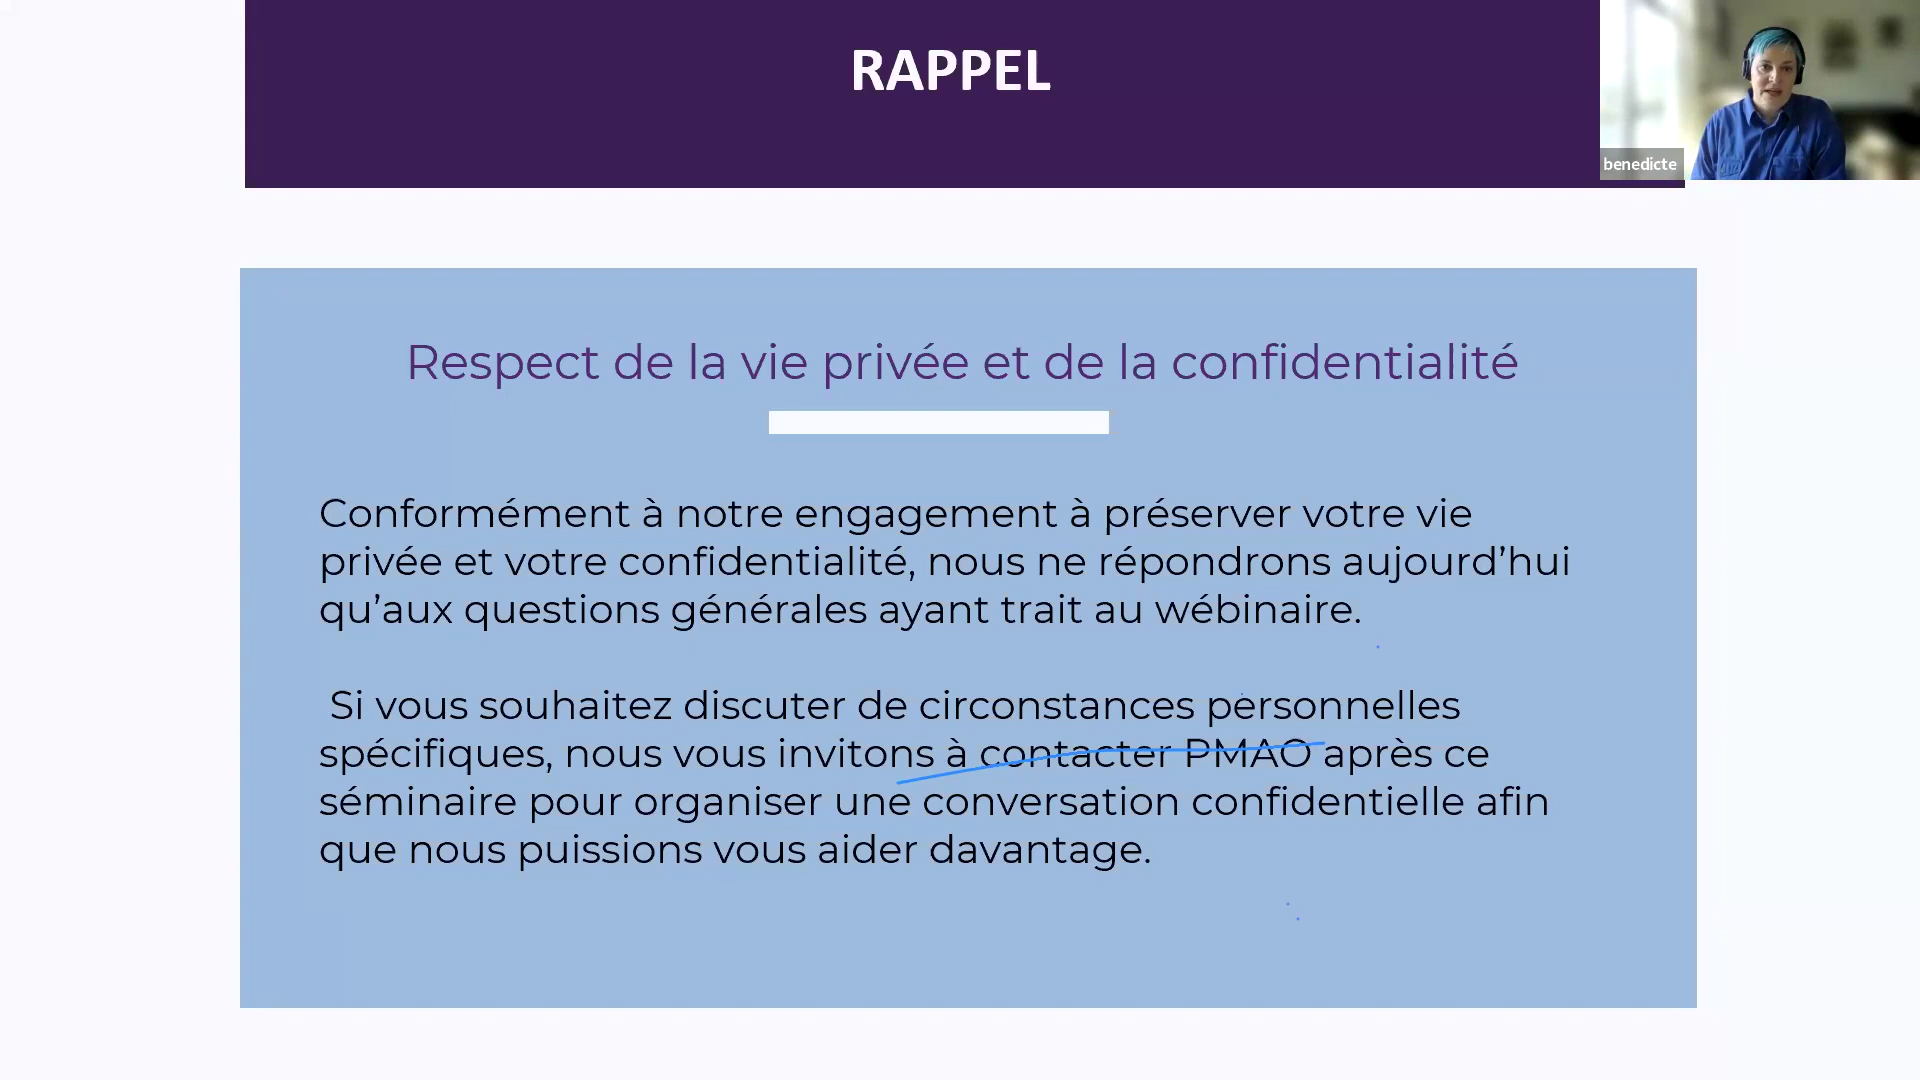 RAPPEL
benedicte
Respect de la vie privée et de la confidentialité
Conformément à notre engagement à préserver votre vie
privée et votre confidentialité, nous ne répondrons aujourd’hui
qu’aux questions générales ayant trait au wébinaire.
Si vous souhaitez discuter de circonstances personnelles
spécifiques, nous vous invitons à contacter PMAO après ce
séminaire pour organiser une conversation confidentielle afin
que nous puissions vous aider davantage.